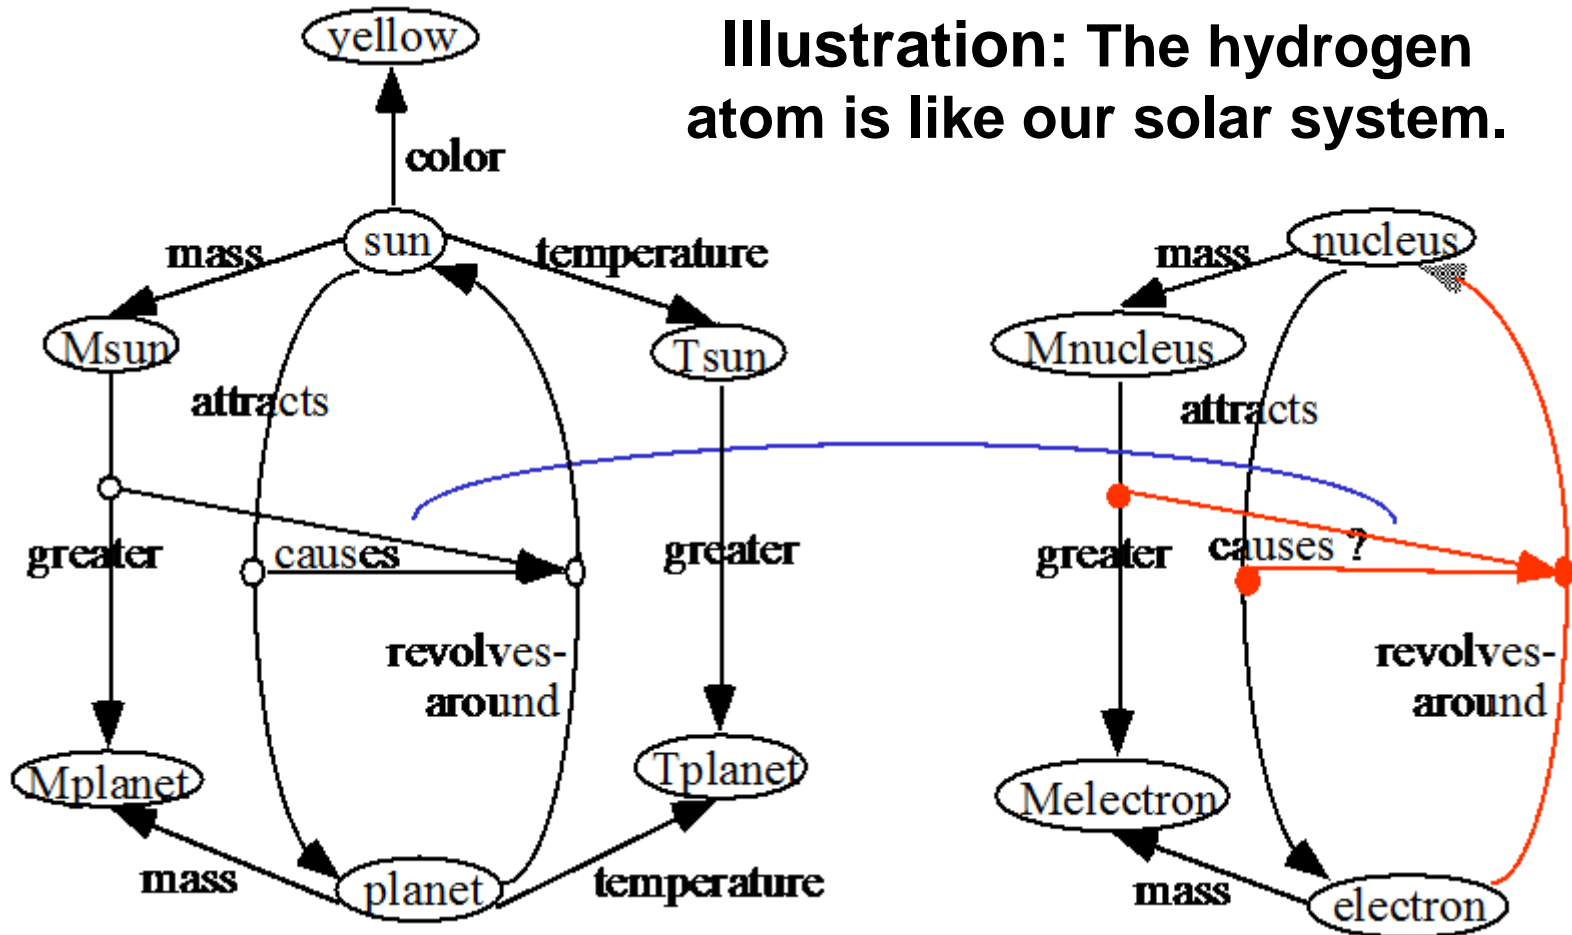 Illustration: The hydrogen
atom is like our solar system.
yellow
color
sun
mass
temperature
Msun
Tsun
attracts
greater
causes
greater
revolves-
around
Mplanet
Tplanet
mass
planet
temperature
nucleus
mass
Mnucleus
attracts
greater
causes ?
revolves-
around
Melectron
mass
electron